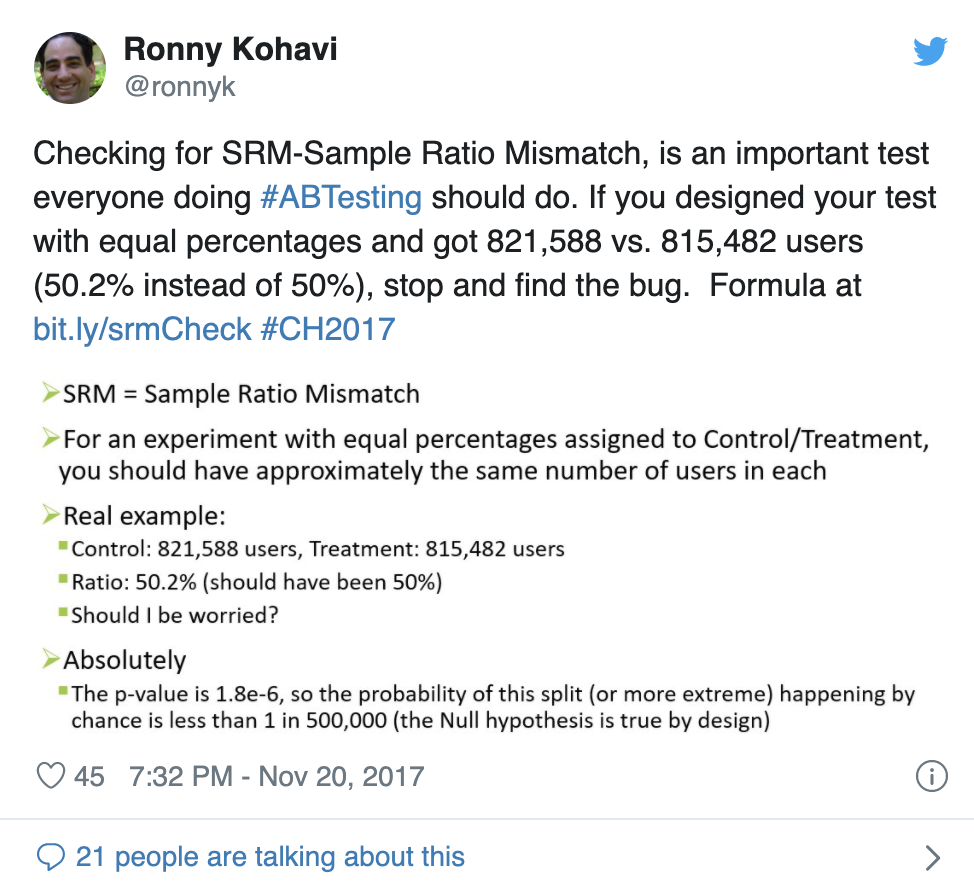 Ronny Kohavi
@ronnyk
Checking for SRM-Sample Ratio Mismatch, is an important test
everyone doing #ABTesting should do. If you designed your test
with equal percentages and got 821,588 vs. 815,482 users
(50.2% instead of 50%), stop and find the bug.  Formula at
bit.ly/srmCheck #CH2017
➢SRM = Sample Ratio Mismatch
➢For an experiment with equal percentages assigned to Control/Treatment,
you should have approximately the same number of users in each
➢Real example:
▪Control: 821,588 users, Treatment: 815,482 users
▪Ratio: 50.2% (should have been 50%)
▪Should I be worried?
➢Absolutely
▪The p-value is 1.8e-6, so the probability of this split (or more extreme) happening by
chance is less than 1 in 500,000 (the Null hypothesis is true by design)
45 7:32 PM - Nov 20, 2017
21 people are talking about this